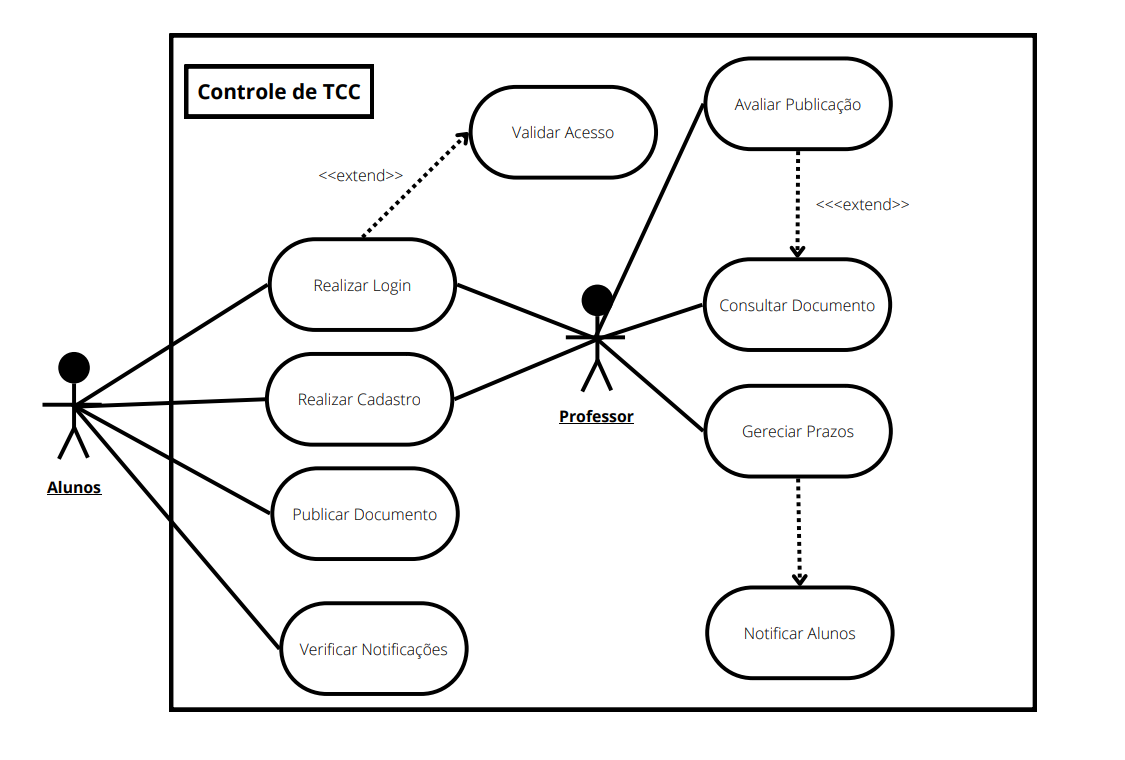 Controle de TCC
Validar Acesso
Avaliar Publicação
<<extend>>
<<<extend>>
Realizar Login
Consultar Documento
Realizar Cadastro
Professor
Gereciar Prazos
Alunos
Publicar Documento
Verificar Notificações
Notificar Alunos